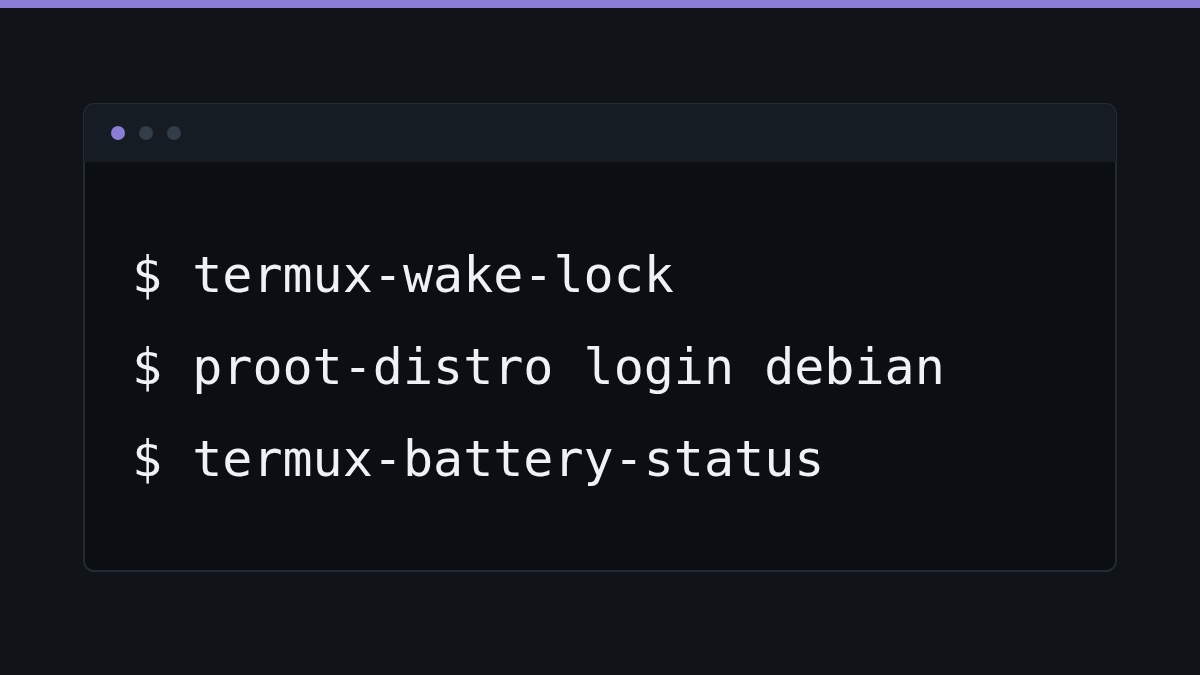 $ termux-wake-lock
$ proot-distro login debian
$ termux-battery-status